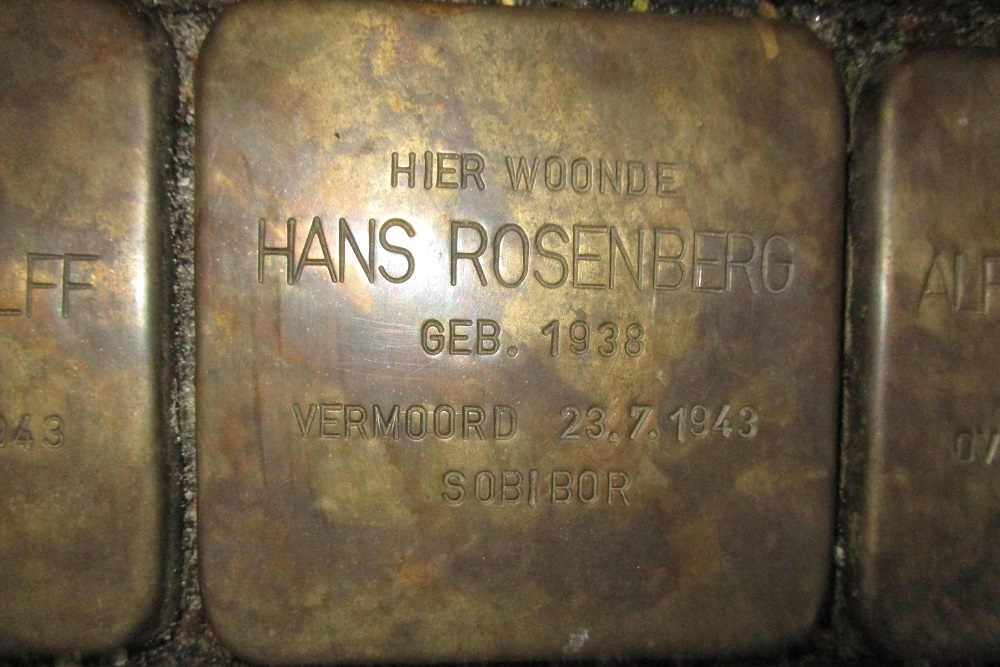 HIER WOONDE
HANS ROSENBERG
GEB. 1938
VERMOORD 23.7.1943
SOBIBOR